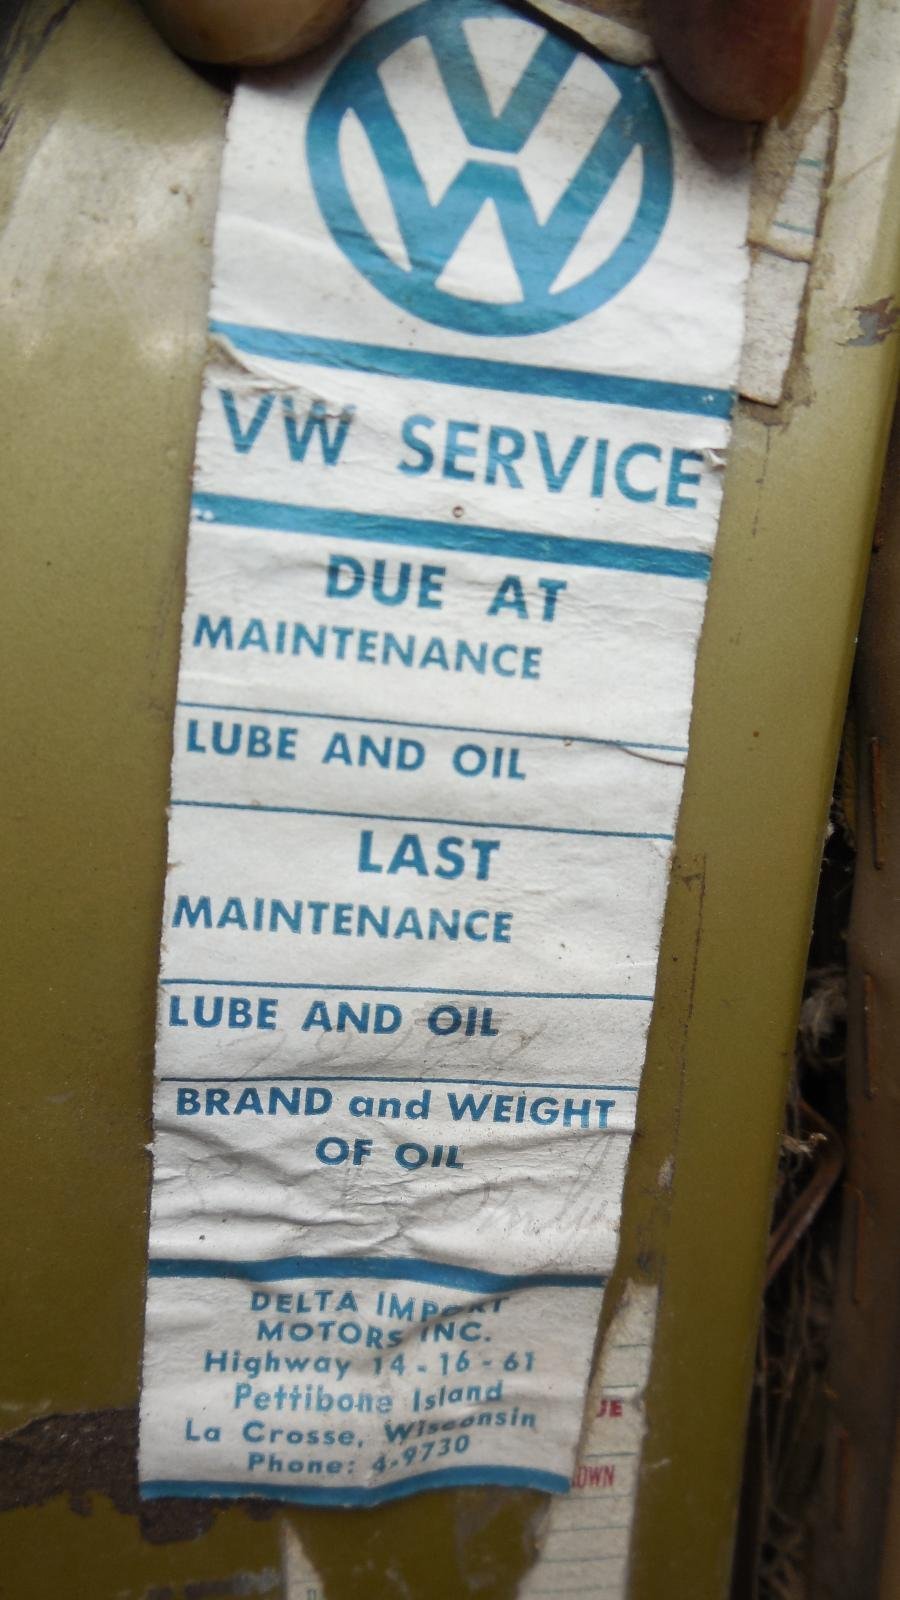 VW
VW SERVICE
DUE AT
MAINTENANCE
LUBE AND OIL
LAST
MAINTENANCE
LUBE AND OIL
BRAND and WEIGHT
OF OIL
DELTA IMPORT
MOTORS INC.
Highway 14-16-61
Pettibone Island
La Crosse, Wisconsin
Phone: 4-9730